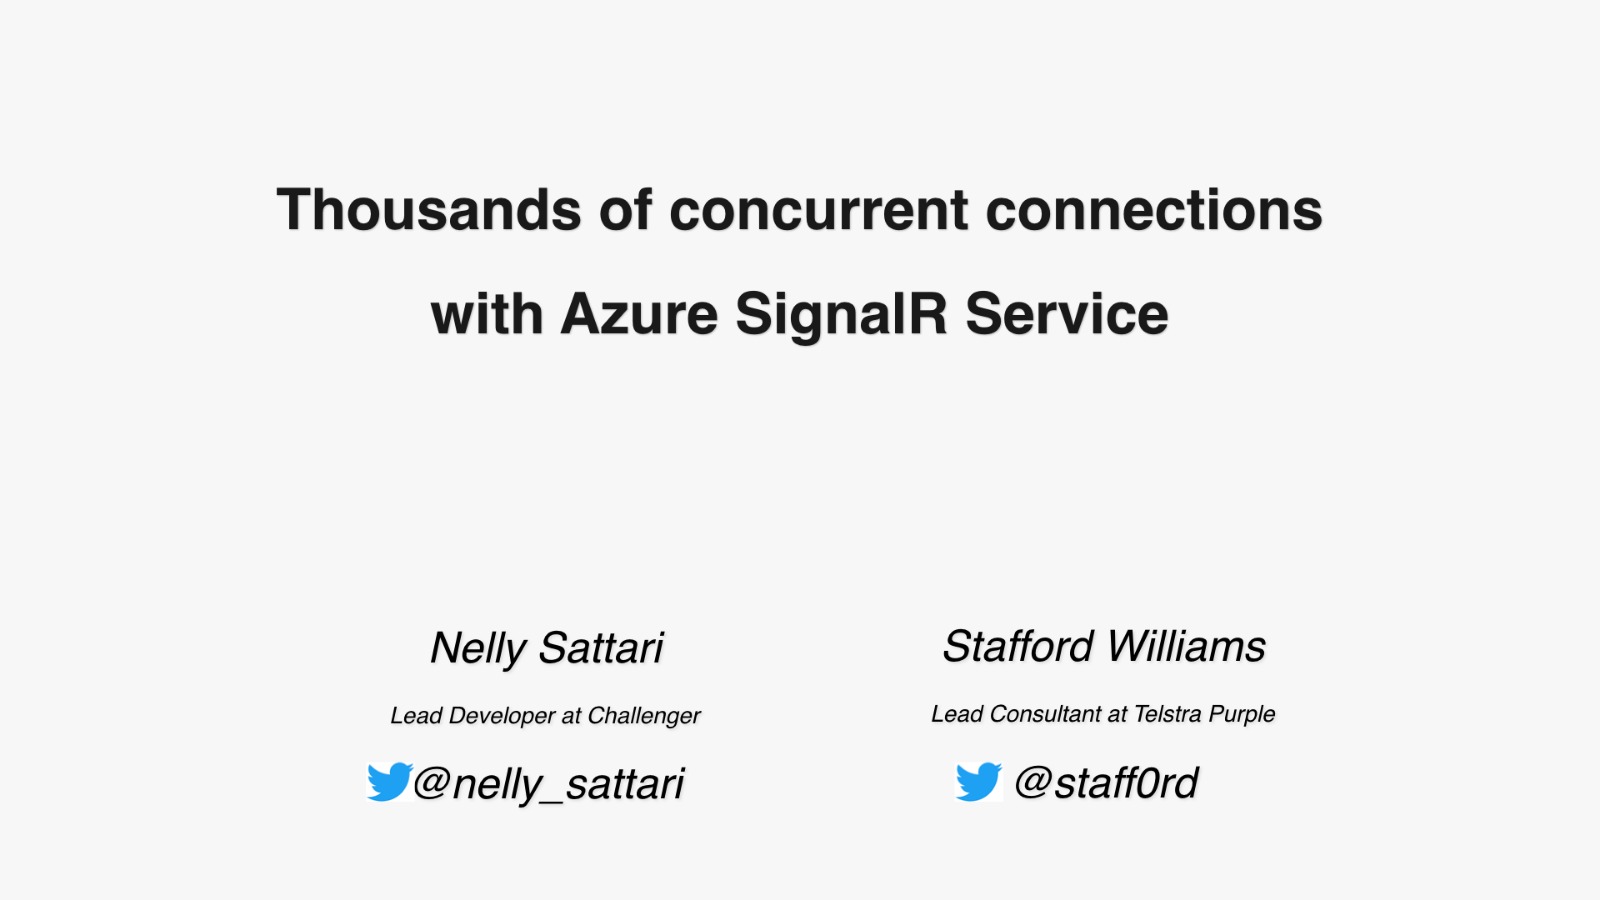 Thousands of concurrent connections
with Azure SignalR Service
Nelly Sattari
Lead Developer at Challenger
@nelly_sattari
Stafford Williams
Lead Consultant at Telstra Purple
@staff0rd